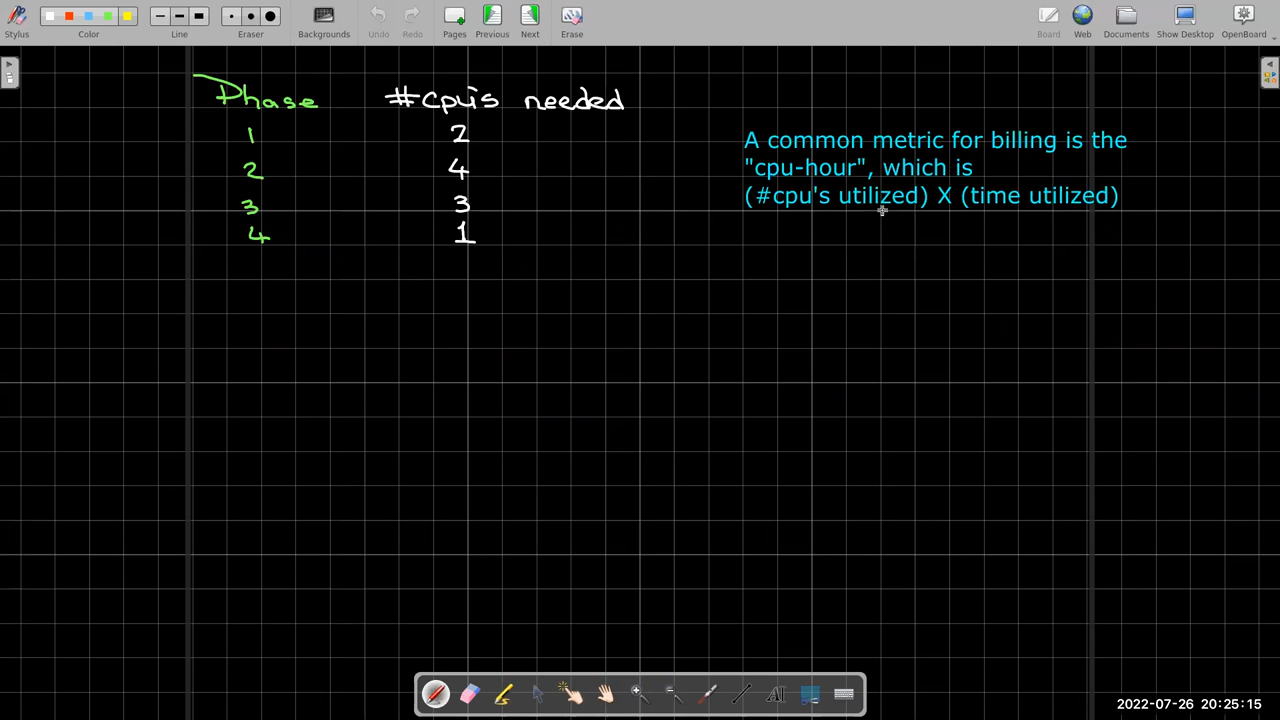 Stylus Color Line Eraser Backgrounds Undo Redo Pages Previous Next Erase Board Web Documents Show Desktop OpenBoard
Phase #cpu's needed
1 2
2 4
3 3
4 1
A common metric for billing is the
"cpu-hour", which is
(#cpu's utilized) X (time utilized)
AI
2022-07-26 20:25:15